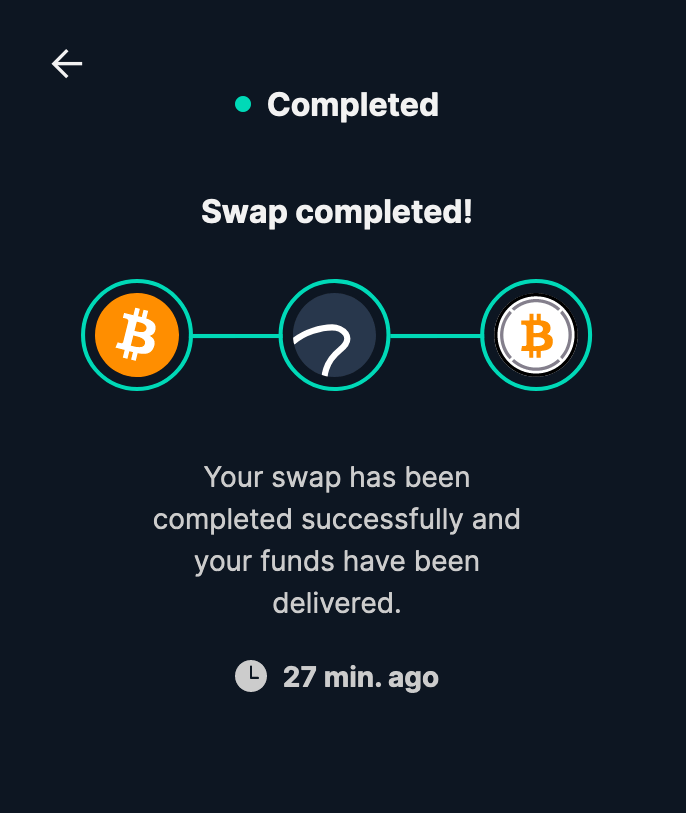 Completed
Swap completed!
Your swap has been
completed successfully and
your funds have been
delivered.
27 min. ago